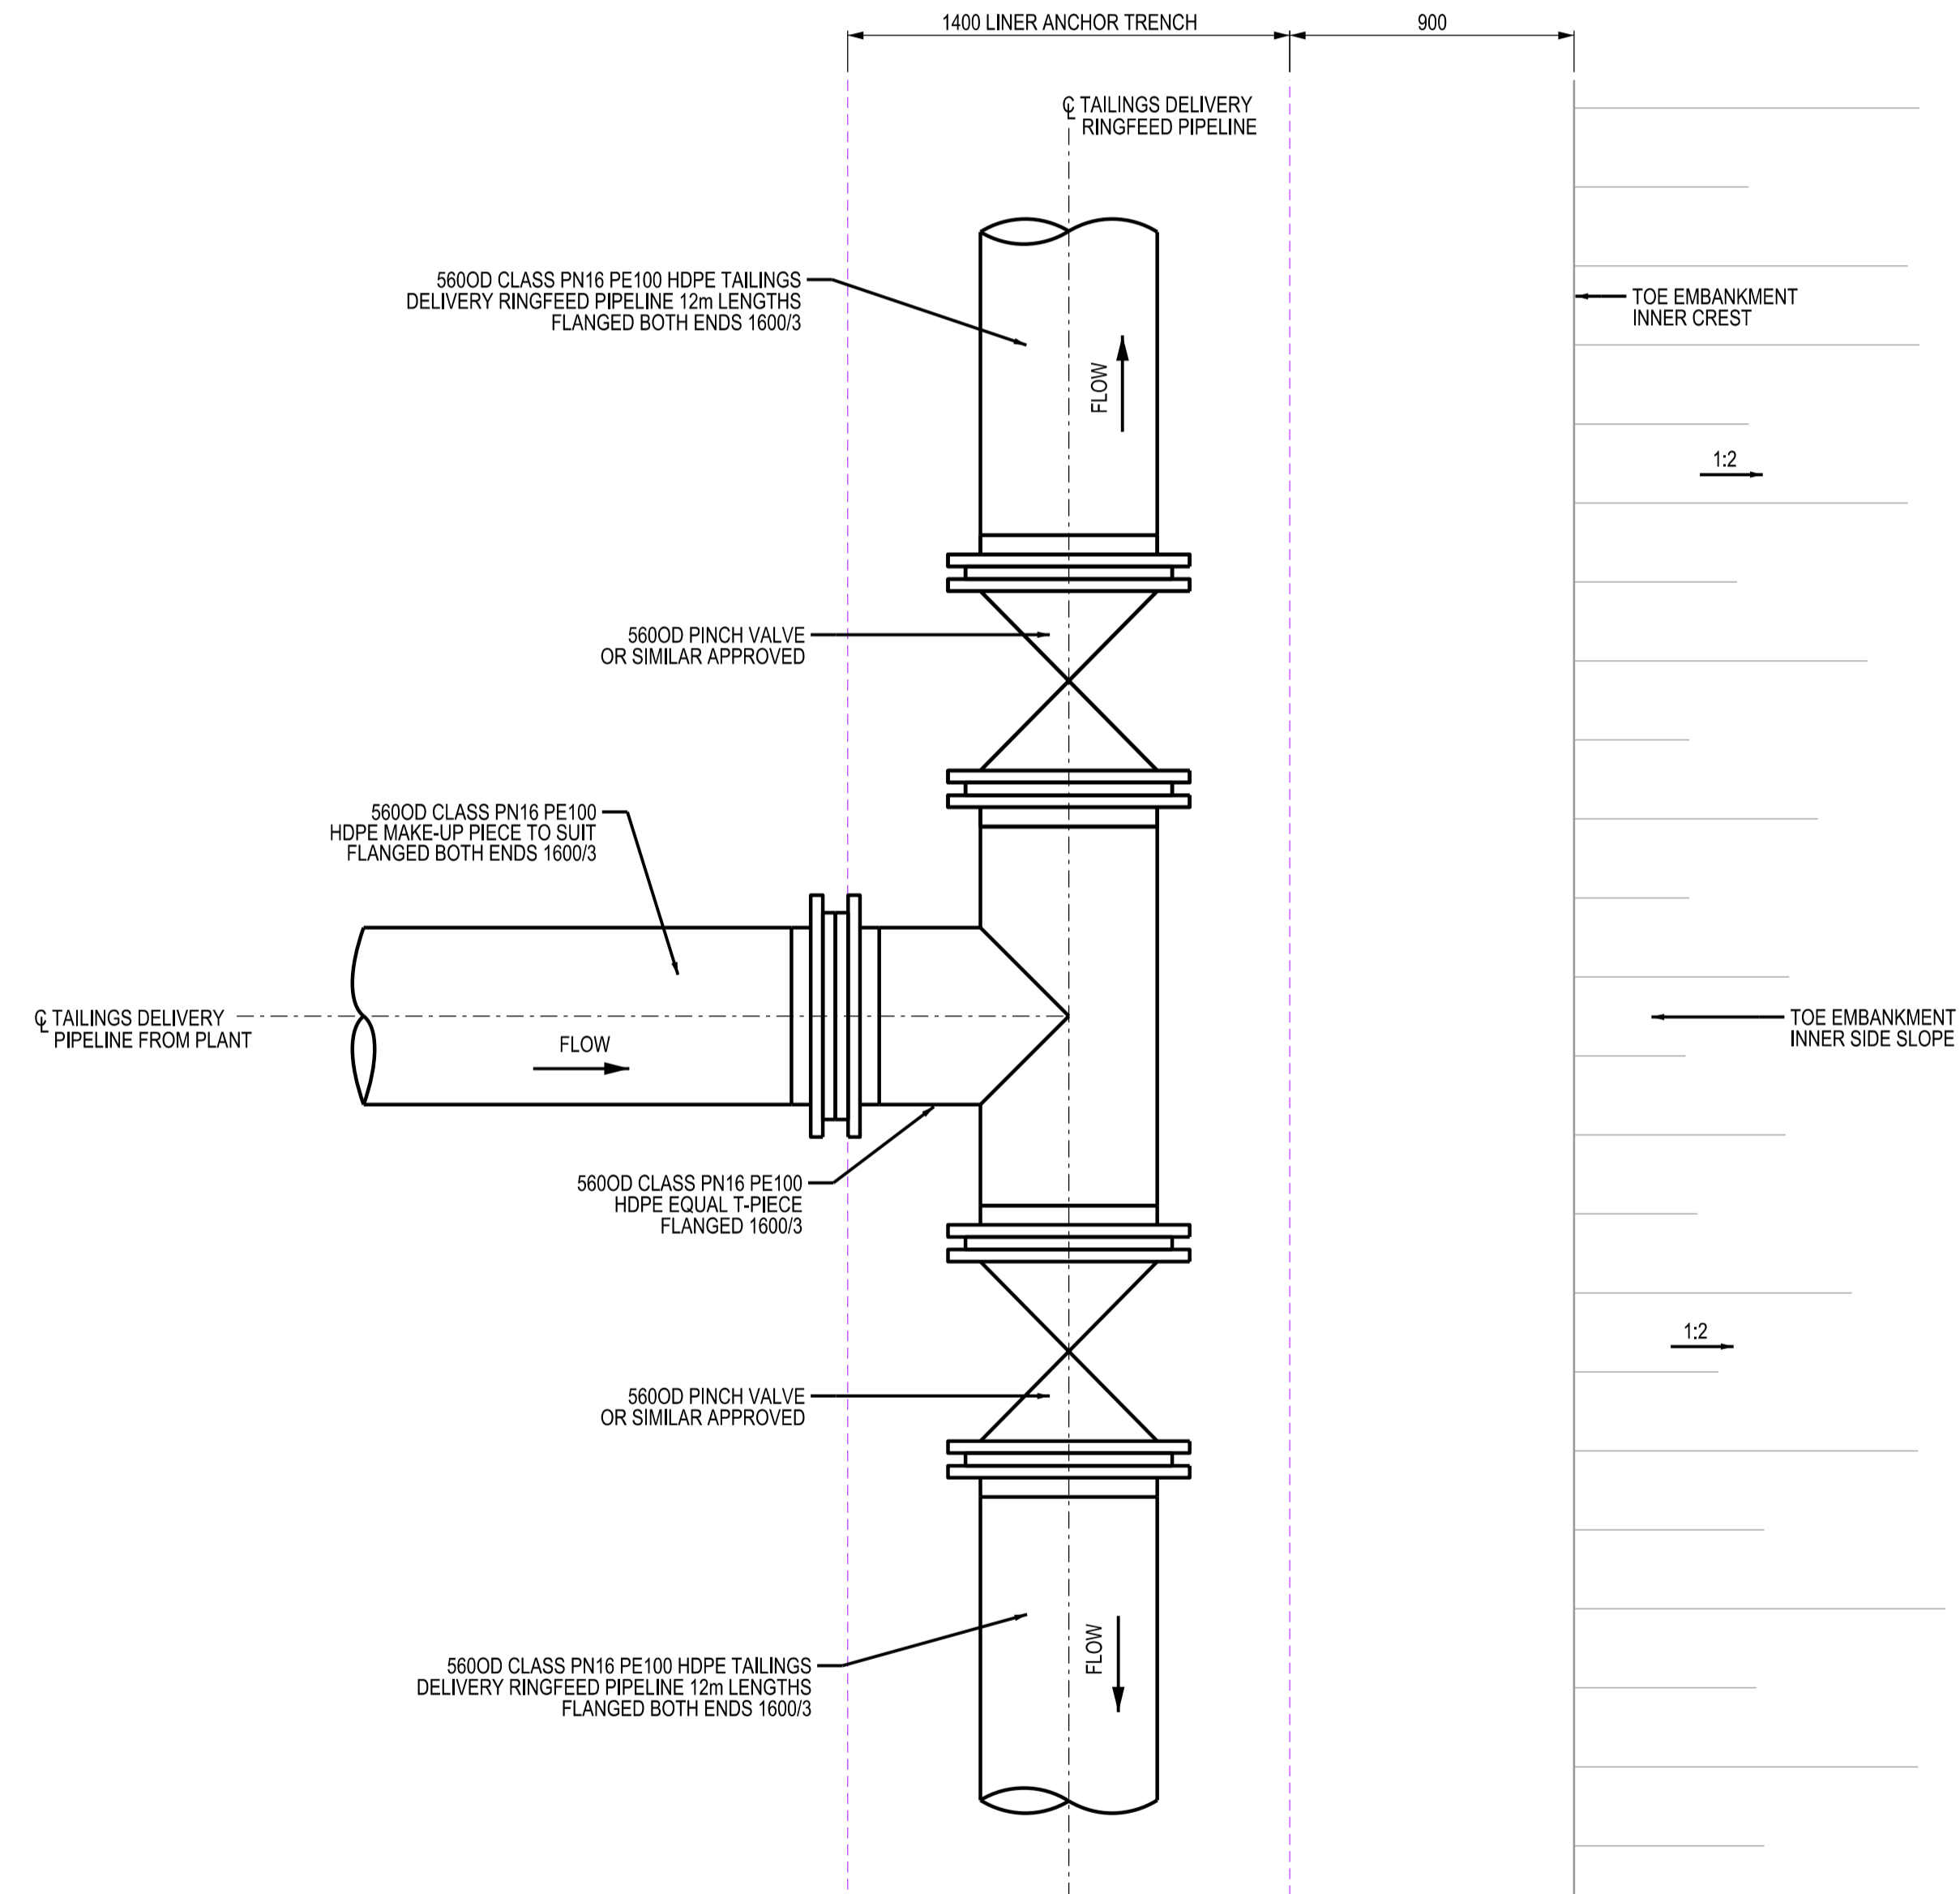 1400 LINER ANCHOR TRENCH
900
℄ TAILINGS DELIVERY
RINGFEED PIPELINE
560OD CLASS PN16 PE100 HDPE TAILINGS
DELIVERY RINGFEED PIPELINE 12m LENGTHS
FLANGED BOTH ENDS 1600/3
TOE EMBANKMENT
INNER CREST
FLOW
1:2
560OD PINCH VALVE
OR SIMILAR APPROVED
560OD CLASS PN16 PE100
HDPE MAKE-UP PIECE TO SUIT
FLANGED BOTH ENDS 1600/3
℄ TAILINGS DELIVERY
PIPELINE FROM PLANT
FLOW
TOE EMBANKMENT
INNER SIDE SLOPE
560OD CLASS PN16 PE100
HDPE EQUAL T-PIECE
FLANGED 1600/3
1:2
560OD PINCH VALVE
OR SIMILAR APPROVED
FLOW
560OD CLASS PN16 PE100 HDPE TAILINGS
DELIVERY RINGFEED PIPELINE 12m LENGTHS
FLANGED BOTH ENDS 1600/3